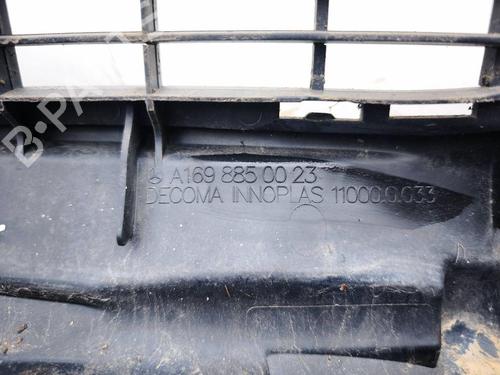 B-PARTS
A169 885 00 23
DECOMA INNOPLAS 11000.0.033